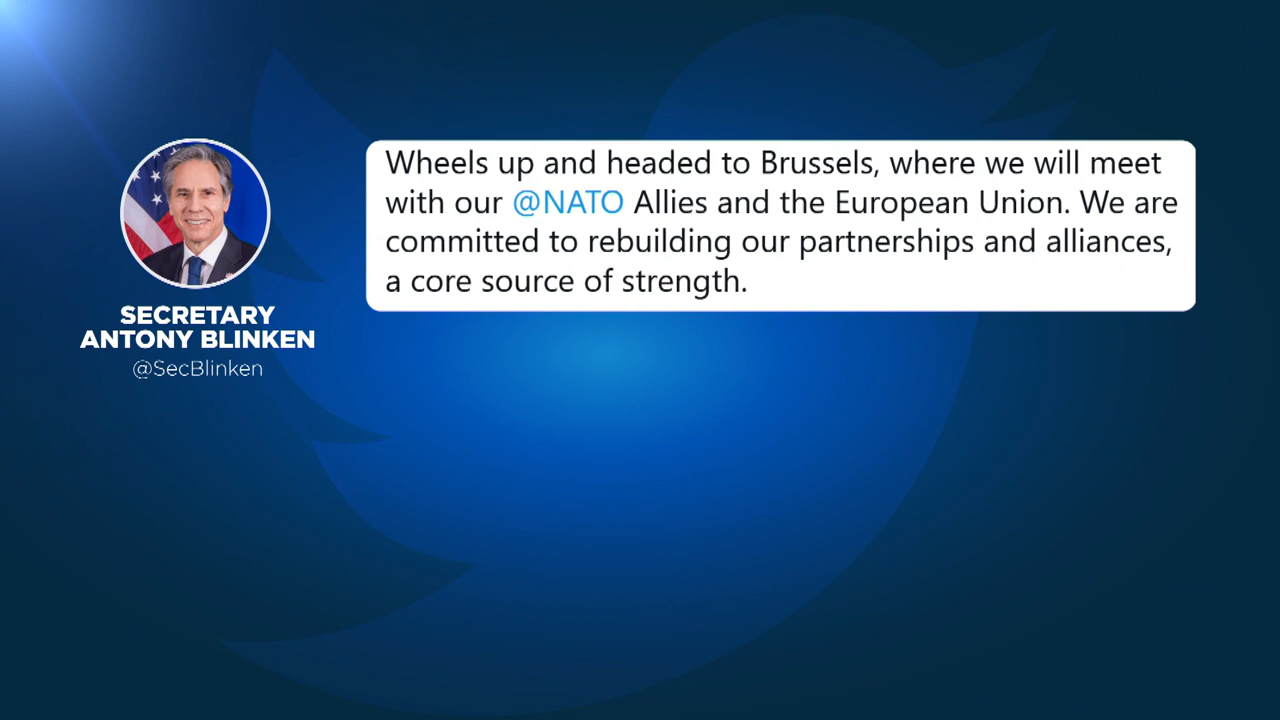 SECRETARY
ANTONY BLINKEN
@SecBlinken
Wheels up and headed to Brussels, where we will meet
with our @NATO Allies and the European Union. We are
committed to rebuilding our partnerships and alliances,
a core source of strength.